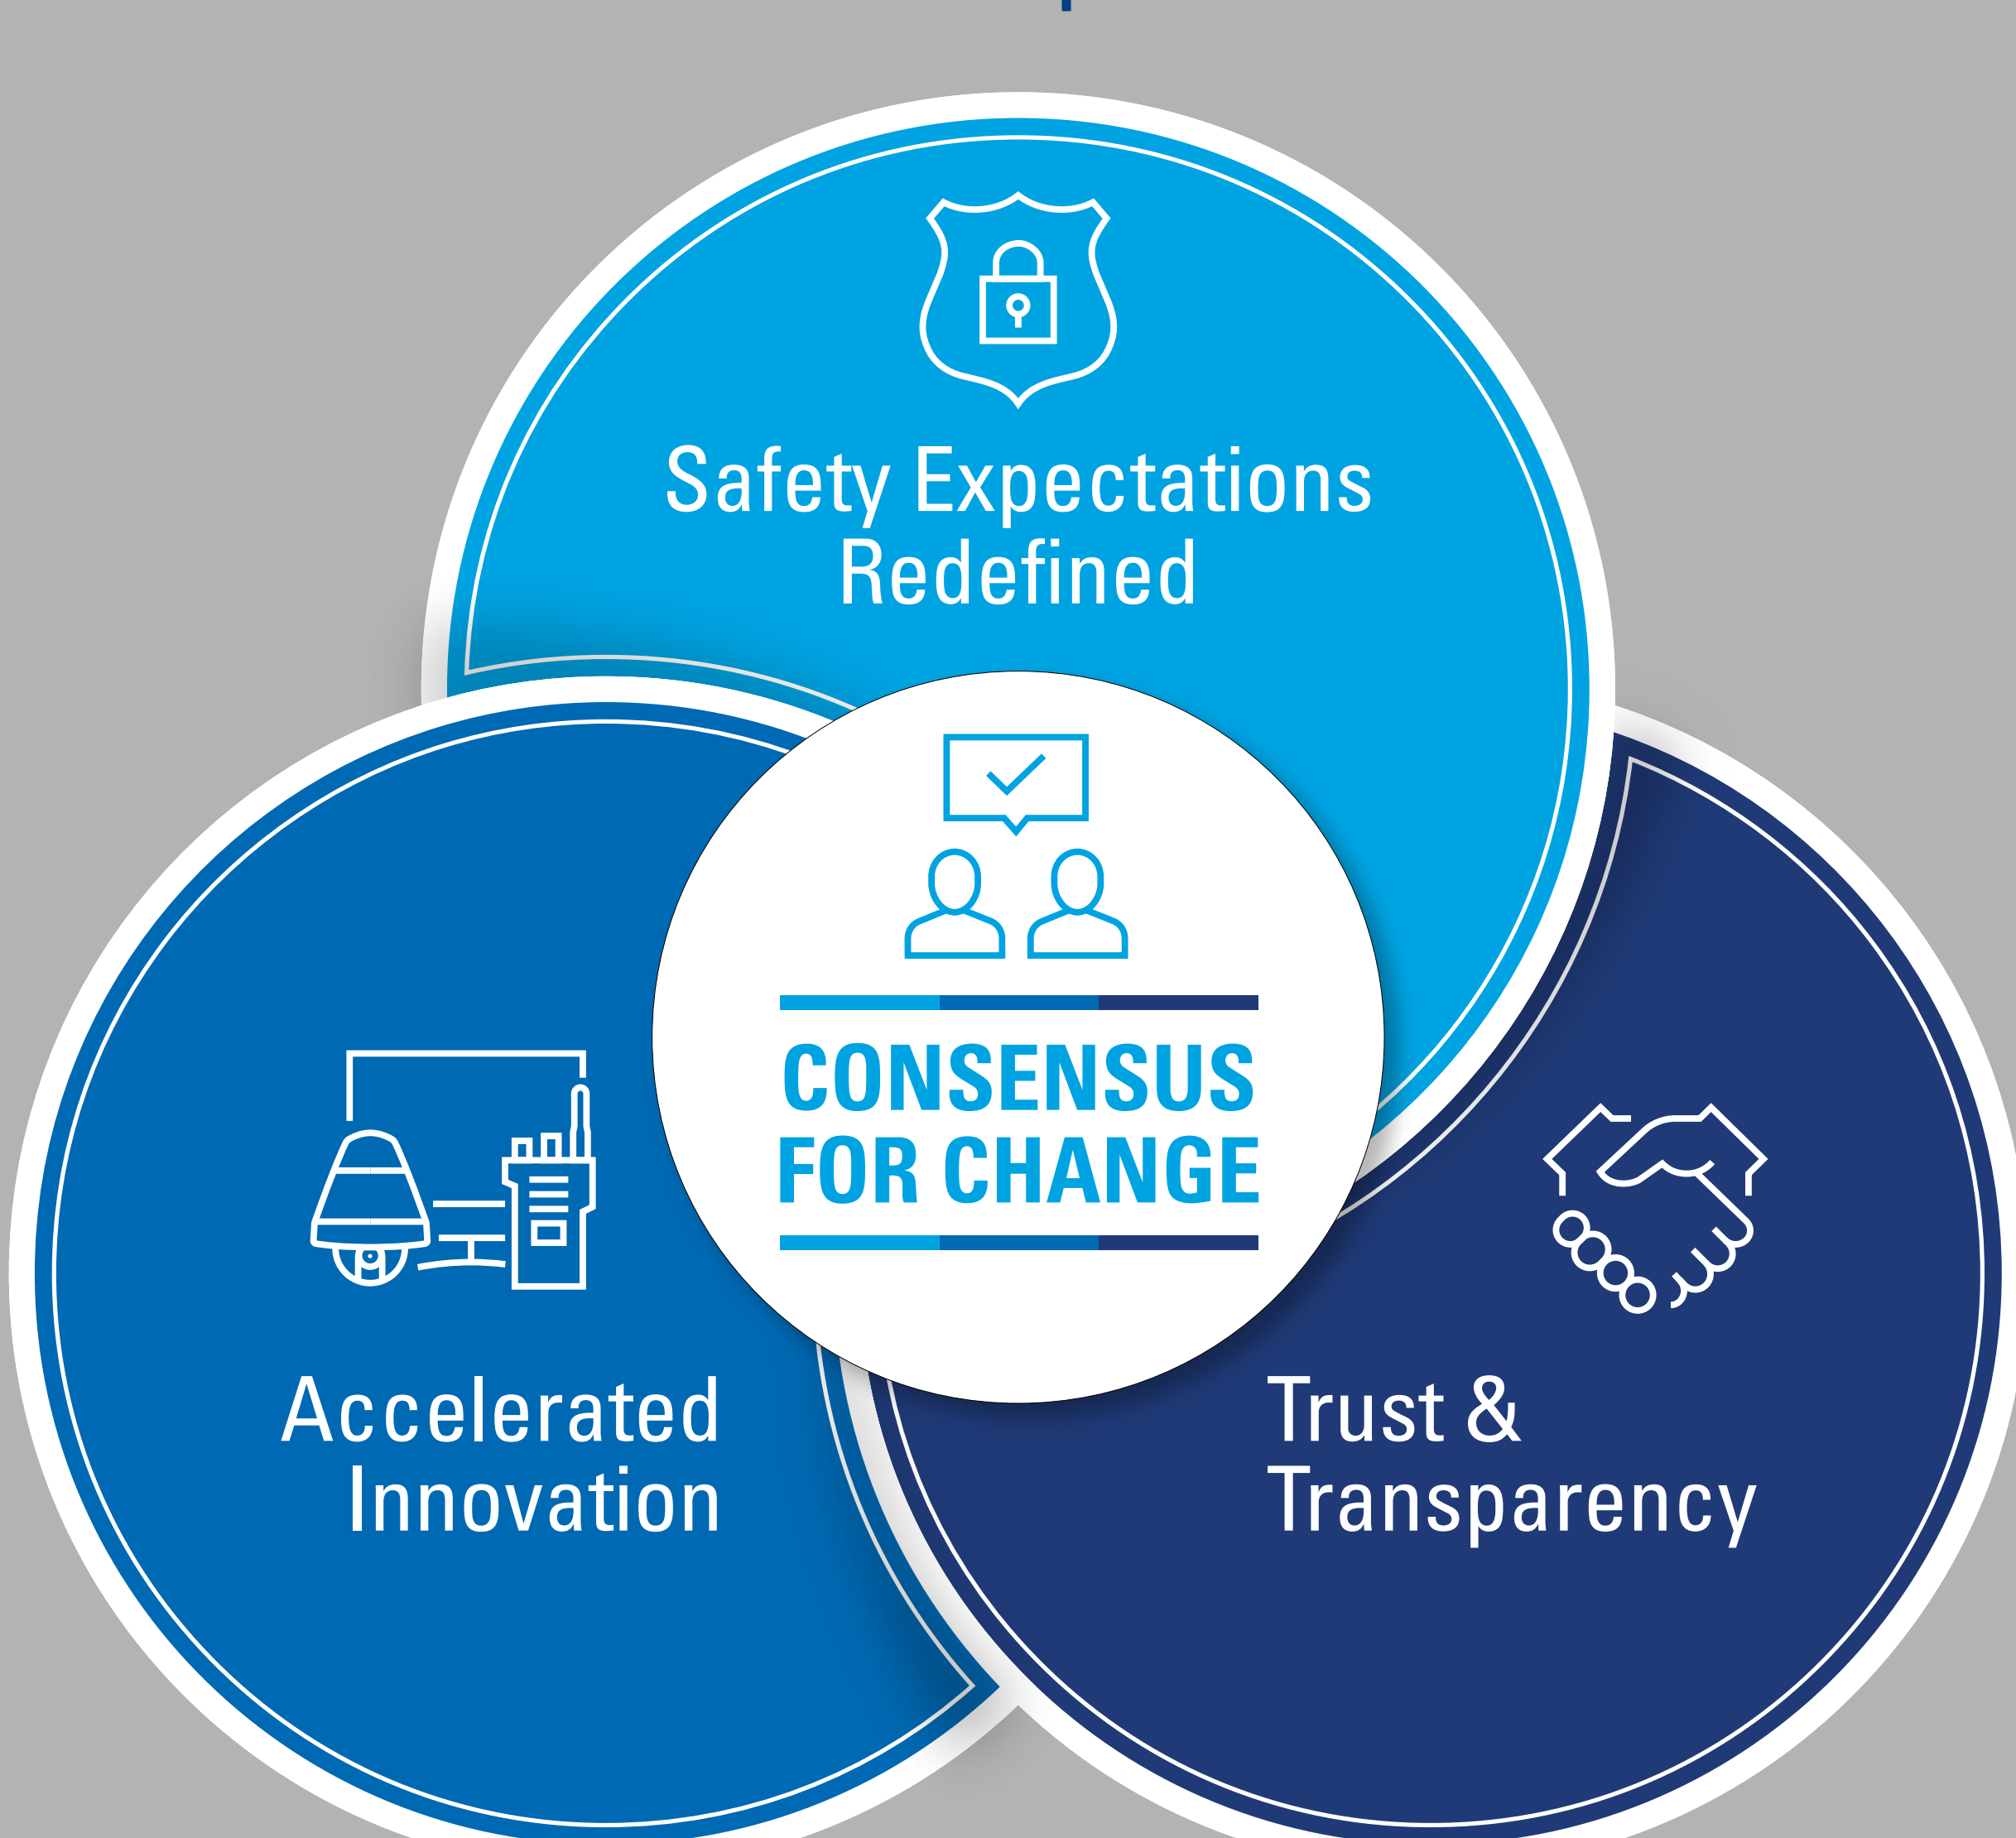 Safety Expectations
Redefined
CONSENSUS
FOR CHANGE
Accelerated
Innovation
Trust &
Transparency